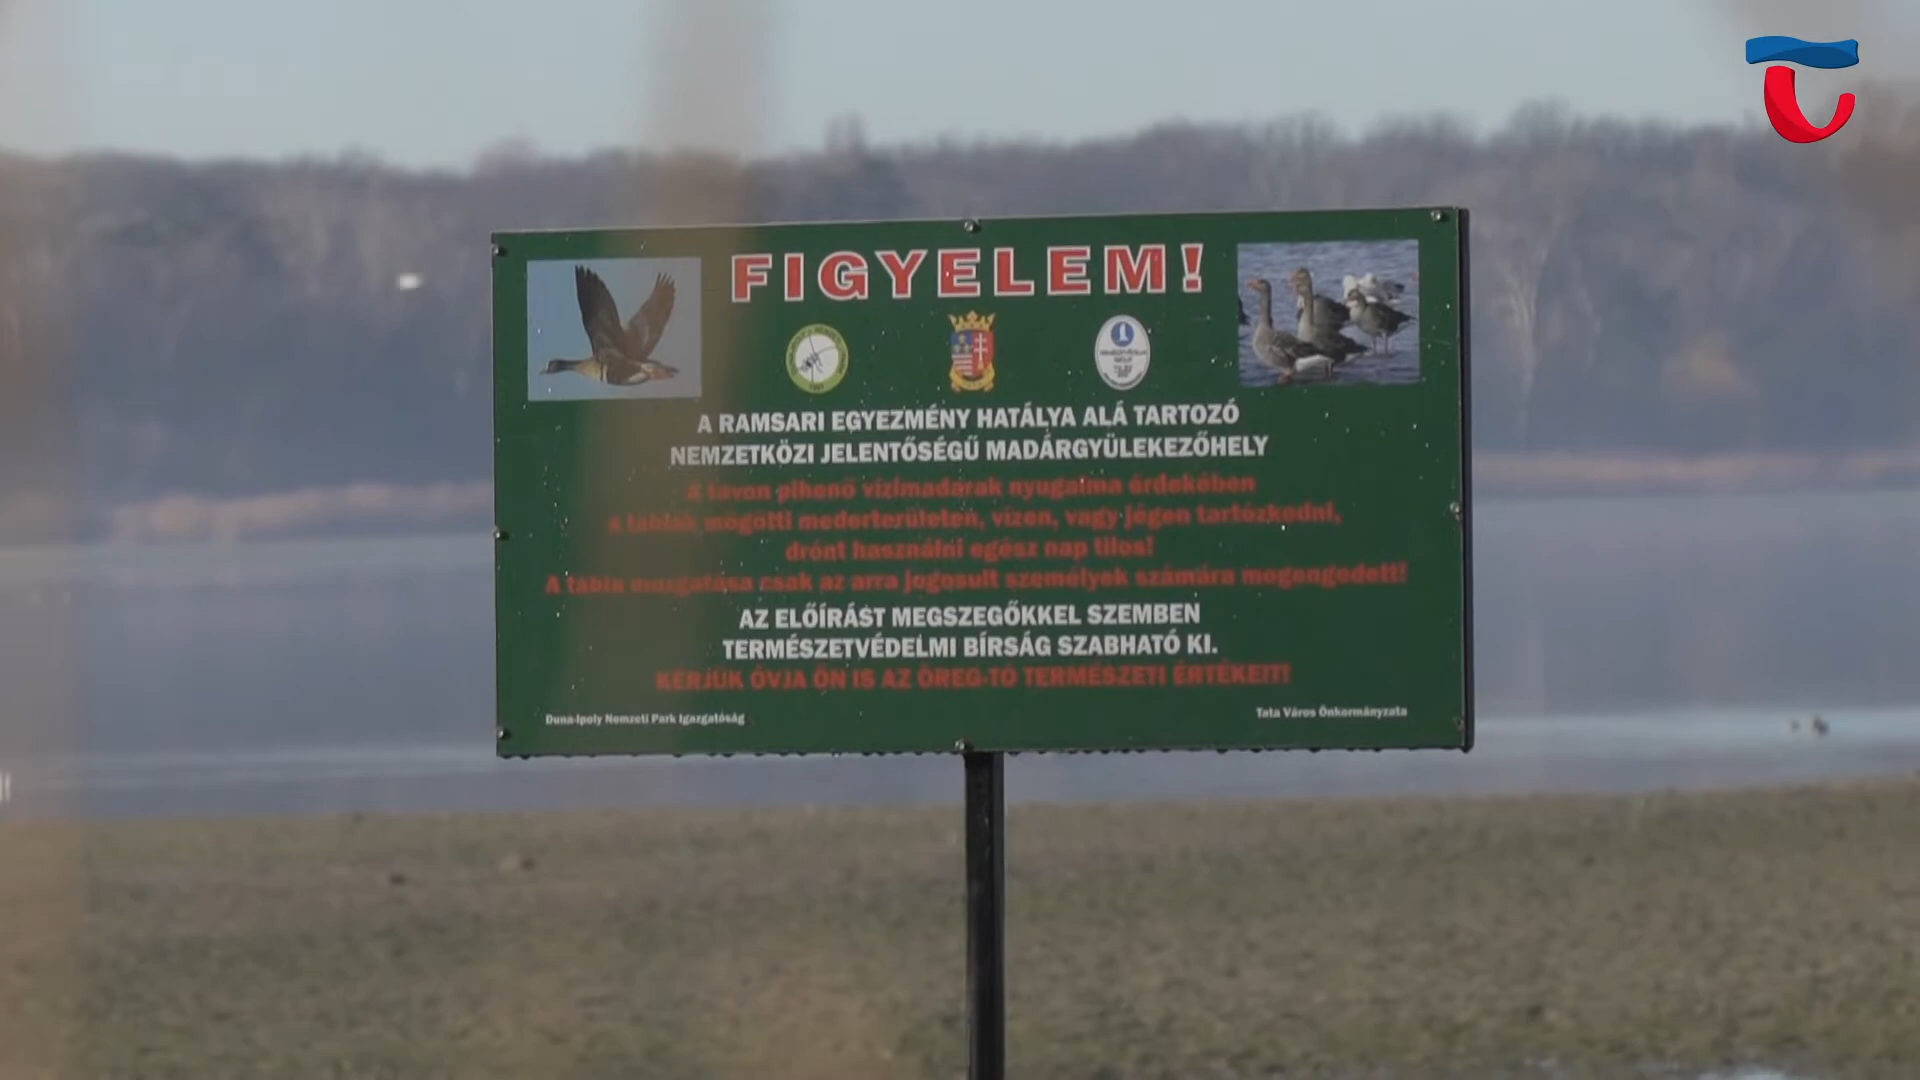 FIGYELEM!
A RAMSARI EGYEZMÉNY HATÁLYA ALÁ TARTOZÓ
NEMZETKÖZI JELENTŐSÉGŰ MADÁRGYÜLEKEZŐHELY
A tavon pihenő vízimadarak nyugalma érdekében
a táblák mögötti mederterületen, vízen, vagy jégen tartózkodni,
drónt használni egész nap tilos!
A tábla mozgatása csak az arra jogosult személyek számára megengedett!
AZ ELŐÍRÁST MEGSZEGŐKKEL SZEMBEN
TERMÉSZETVÉDELMI BÍRSÁG SZABHATÓ KI.
KÉRJÜK ÓVJA ÖN IS AZ ÖREG-TÓ TERMÉSZETI ÉRTÉKEIT!
Duna-Ipoly Nemzeti Park Igazgatóság
Tata Város Önkormányzata